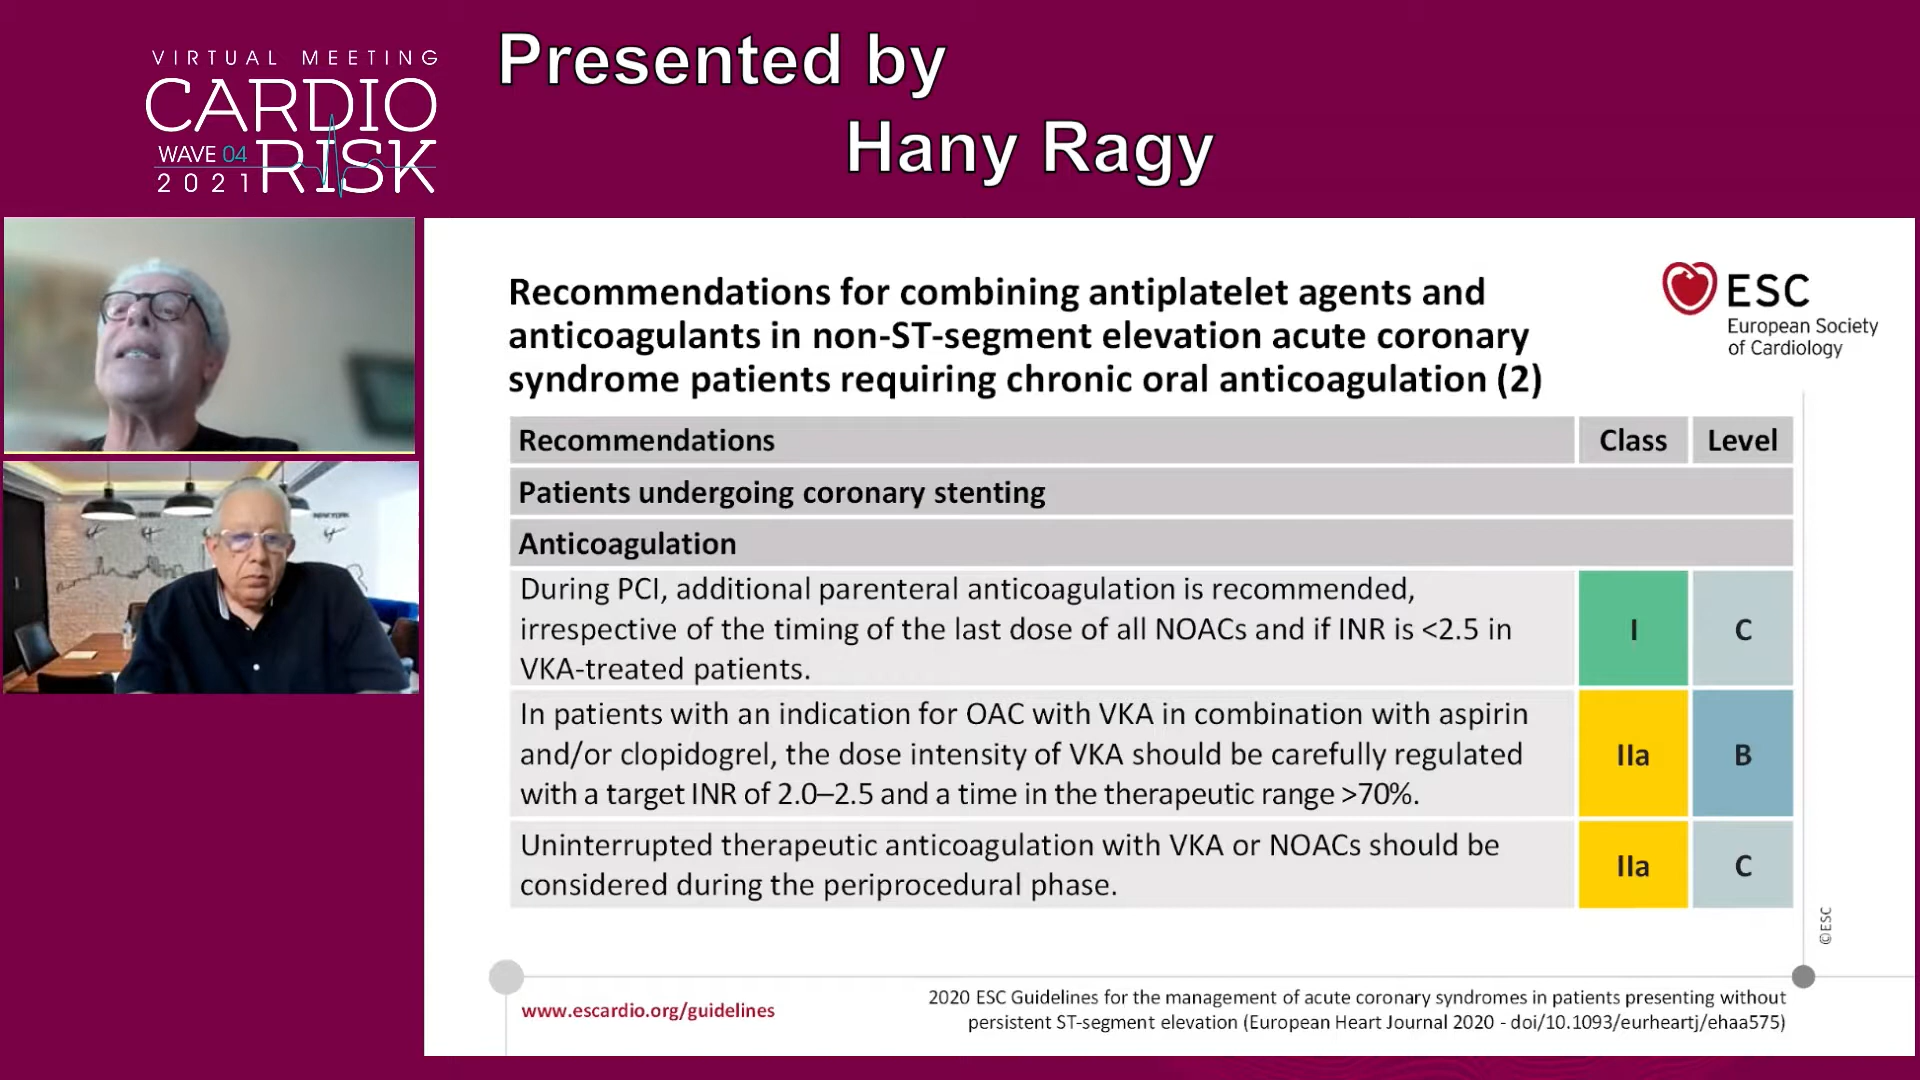 VIRTUAL MEETING
CARDIO
WAVE 04
2021
RISK
Presented by
Hany Ragy
ESC
European Society
of Cardiology
Recommendations for combining antiplatelet agents and
anticoagulants in non-ST-segment elevation acute coronary
syndrome patients requiring chronic oral anticoagulation (2)
Recommendations Class Level
Patients undergoing coronary stenting
Anticoagulation
During PCI, additional parenteral anticoagulation is recommended,
irrespective of the timing of the last dose of all NOACs and if INR is <2.5 in
VKA-treated patients.
I C
In patients with an indication for OAC with VKA in combination with aspirin
and/or clopidogrel, the dose intensity of VKA should be carefully regulated
with a target INR of 2.0–2.5 and a time in the therapeutic range >70%.
IIa B
Uninterrupted therapeutic anticoagulation with VKA or NOACs should be
considered during the periprocedural phase.
IIa C
©ESC
www.escardio.org/guidelines
2020 ESC Guidelines for the management of acute coronary syndromes in patients presenting without
persistent ST-segment elevation (European Heart Journal 2020 - doi/10.1093/eurheartj/ehaa575)